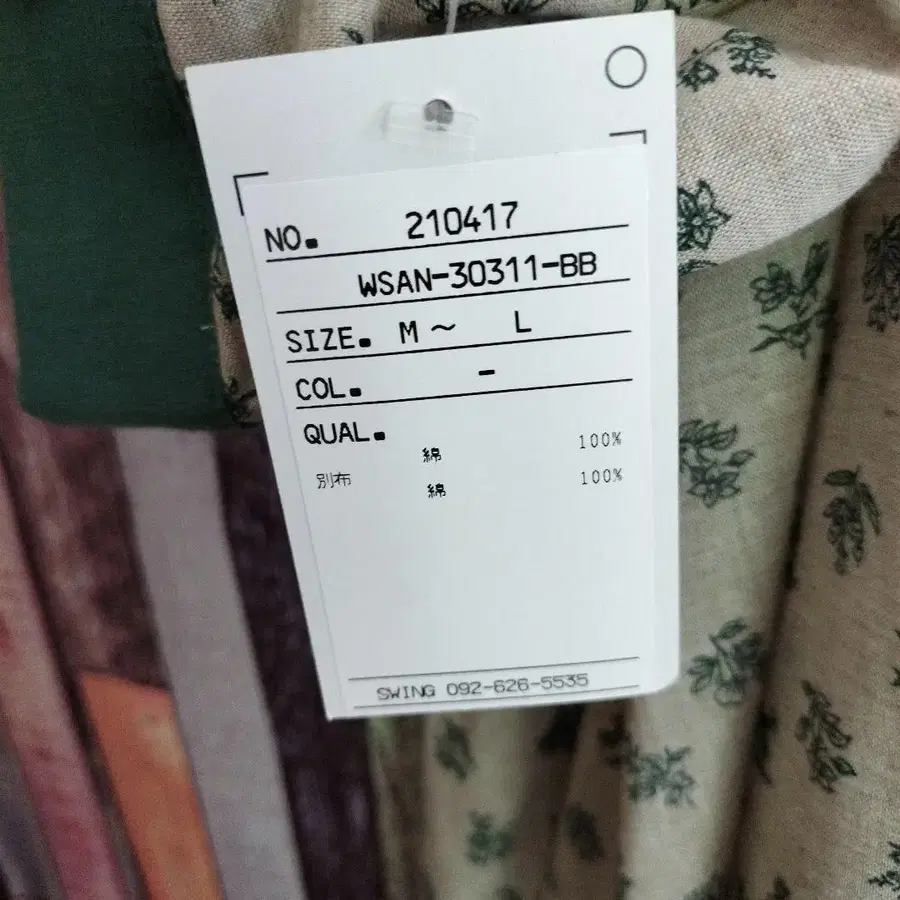 NO. 210417
WSAN-30311-BB
SIZE. M～ L
COL. -
QUAL.
綿 100%
別布 綿 100%
SWING 092-626-5535